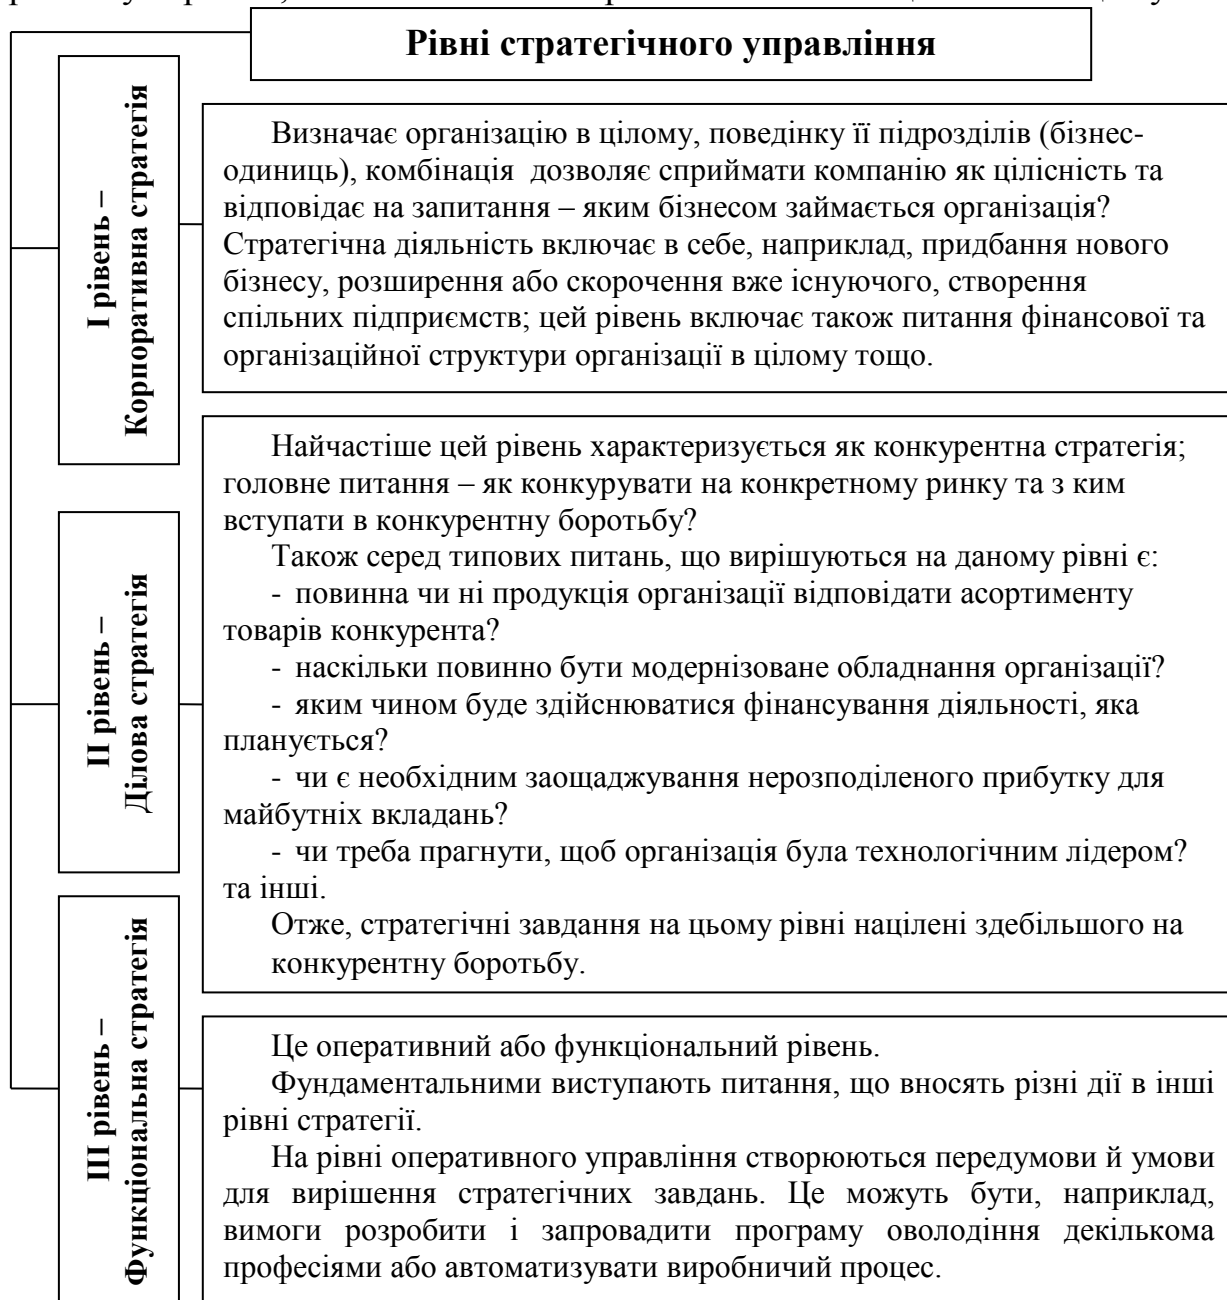 Рівні стратегічного управління
I рівень –
Корпоративна стратегія
Визначає організацію в цілому, поведінку її підрозділів (бізнес-
одиниць), комбінація дозволяє сприймати компанію як цілісність та
відповідає на запитання – яким бізнесом займається організація?
Стратегічна діяльність включає в себе, наприклад, придбання нового
бізнесу, розширення або скорочення вже існуючого, створення
спільних підприємств; цей рівень включає також питання фінансової та
організаційної структури організації в цілому тощо.
II рівень –
Ділова стратегія
Найчастіше цей рівень характеризується як конкурентна стратегія;
головне питання – як конкурувати на конкретному ринку та з ким
вступати в конкурентну боротьбу?
Також серед типових питань, що вирішуються на даному рівні є:
- повинна чи ні продукція організації відповідати асортименту
товарів конкурента?
- наскільки повинно бути модернізоване обладнання організації?
- яким чином буде здійснюватися фінансування діяльності, яка
планується?
- чи є необхідним заощаджування нерозподіленого прибутку для
майбутніх вкладань?
- чи треба прагнути, щоб організація була технологічним лідером?
та інші.
Отже, стратегічні завдання на цьому рівні націлені здебільшого на
конкурентну боротьбу.
III рівень –
Функціональна стратегія
Це оперативний або функціональний рівень.
Фундаментальними виступають питання, що вносять різні дії в інші
рівні стратегії.
На рівні оперативного управління створюються передумови й умови
для вирішення стратегічних завдань. Це можуть бути, наприклад,
вимоги розробити і запровадити програму оволодіння декількома
професіями або автоматизувати виробничий процес.